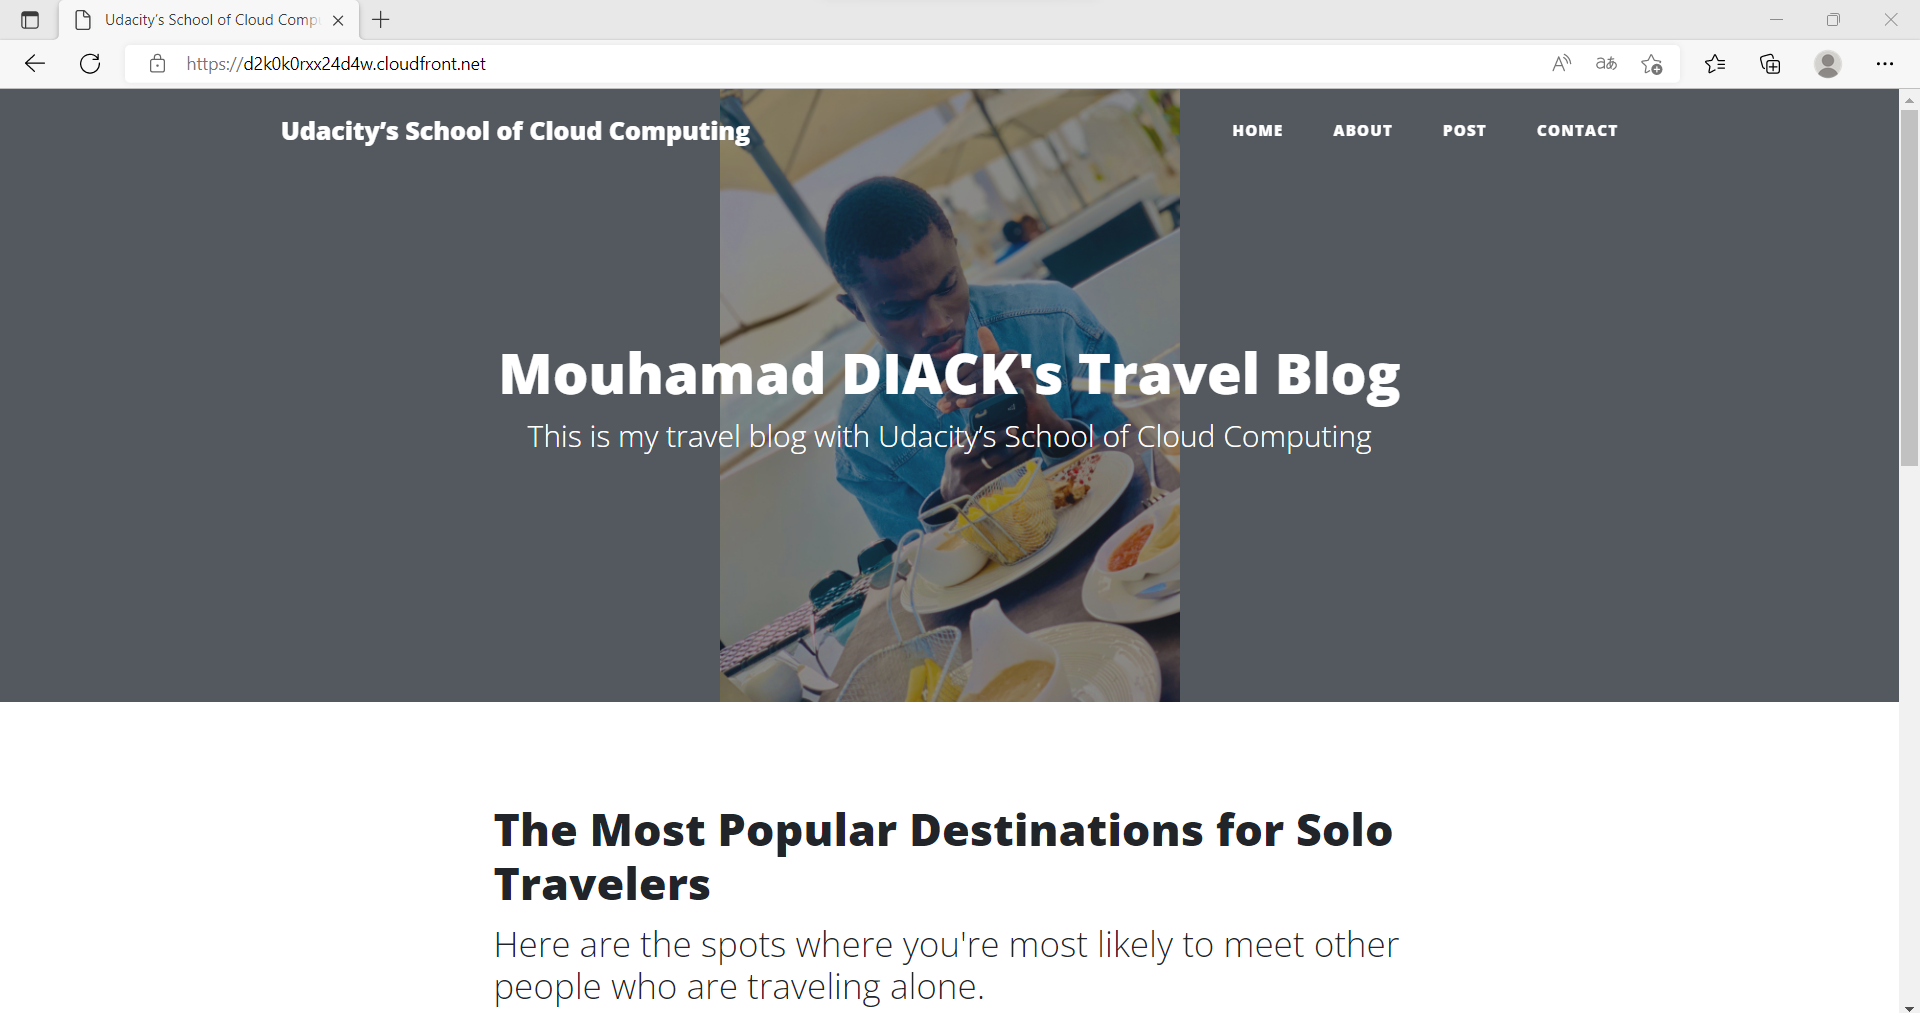 Udacity's School of Cloud Comp
https://d2k0k0rxx24d4w.cloudfront.net
Udacity’s School of Cloud Computing
HOME ABOUT POST CONTACT
Mouhamad DIACK's Travel Blog
This is my travel blog with Udacity’s School of Cloud Computing
The Most Popular Destinations for Solo
Travelers
Here are the spots where you're most likely to meet other
people who are traveling alone.